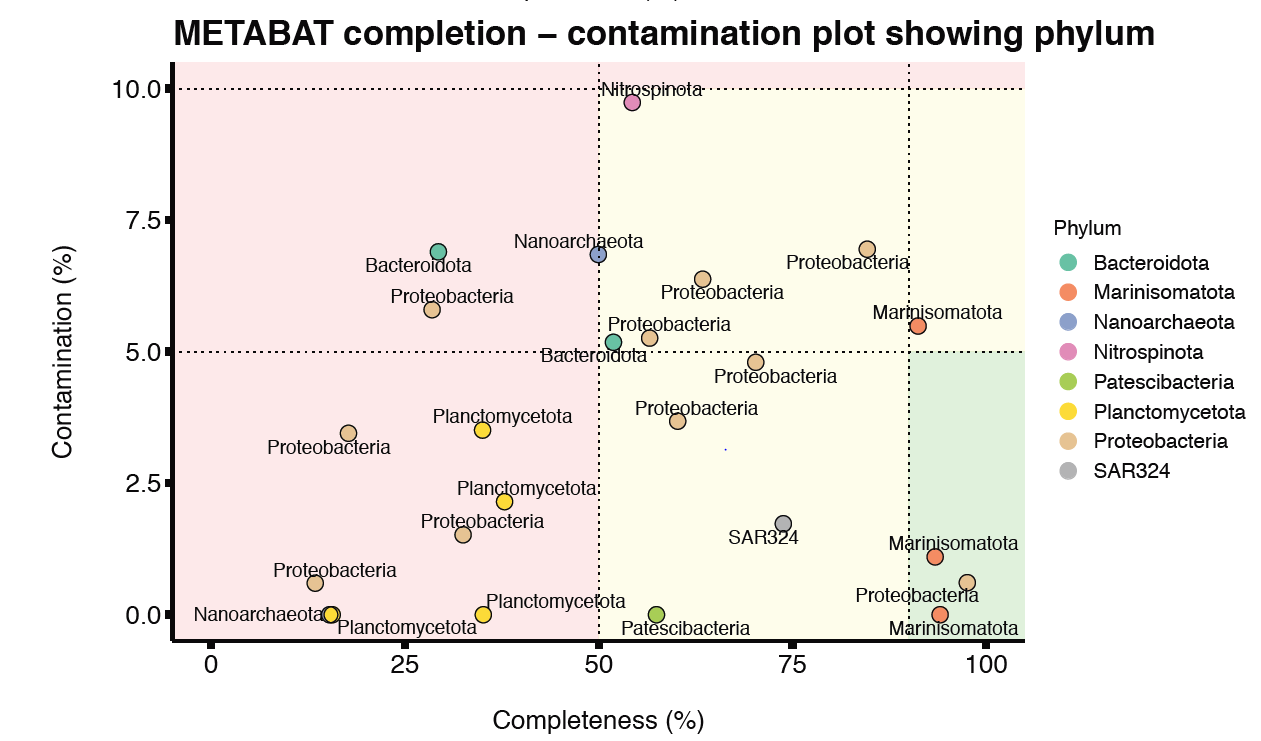 METABAT completion – contamination plot showing phylum
10.0
Nitrospinota
7.5
Nanoarchaeota
Bacteroidota
Proteobacteria
Proteobacteria
Proteobacteria
Marinisomatota
Proteobacteria
5.0
Bacteroidota
Proteobacteria
Proteobacteria
Planctomycetota
Proteobacteria
2.5
Planctomycetota
Proteobacteria
SAR324
Marinisomatota
Proteobacteria
Proteobacteria
Planctomycetota
0.0
Nanoarchaeota
Planctomycetota
Patescibacteria
Marinisomatota
0 25 50 75 100
Completeness (%)
Contamination (%)
Phylum
Bacteroidota
Marinisomatota
Nanoarchaeota
Nitrospinota
Patescibacteria
Planctomycetota
Proteobacteria
SAR324